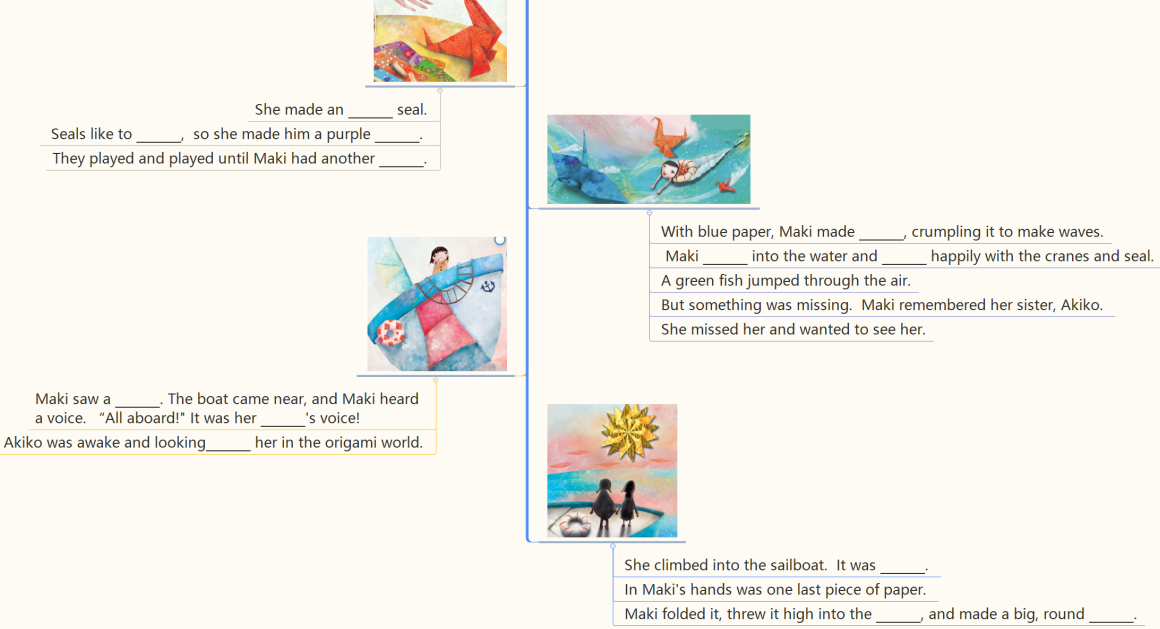 She made an ______ seal.
Seals like to ______,  so she made him a purple ______.
They played and played until Maki had another ______.
With blue paper, Maki made ______, crumpling it to make waves.
Maki ______ into the water and ______ happily with the cranes and seal.
A green fish jumped through the air.
But something was missing.  Maki remembered her sister, Akiko.
She missed her and wanted to see her.
Maki saw a ______. The boat came near, and Maki heard
a voice.   “All aboard!" It was her ______'s voice!
Akiko was awake and looking______ her in the origami world.
She climbed into the sailboat.  It was ______.
In Maki's hands was one last piece of paper.
Maki folded it, threw it high into the ______, and made a big, round ______.